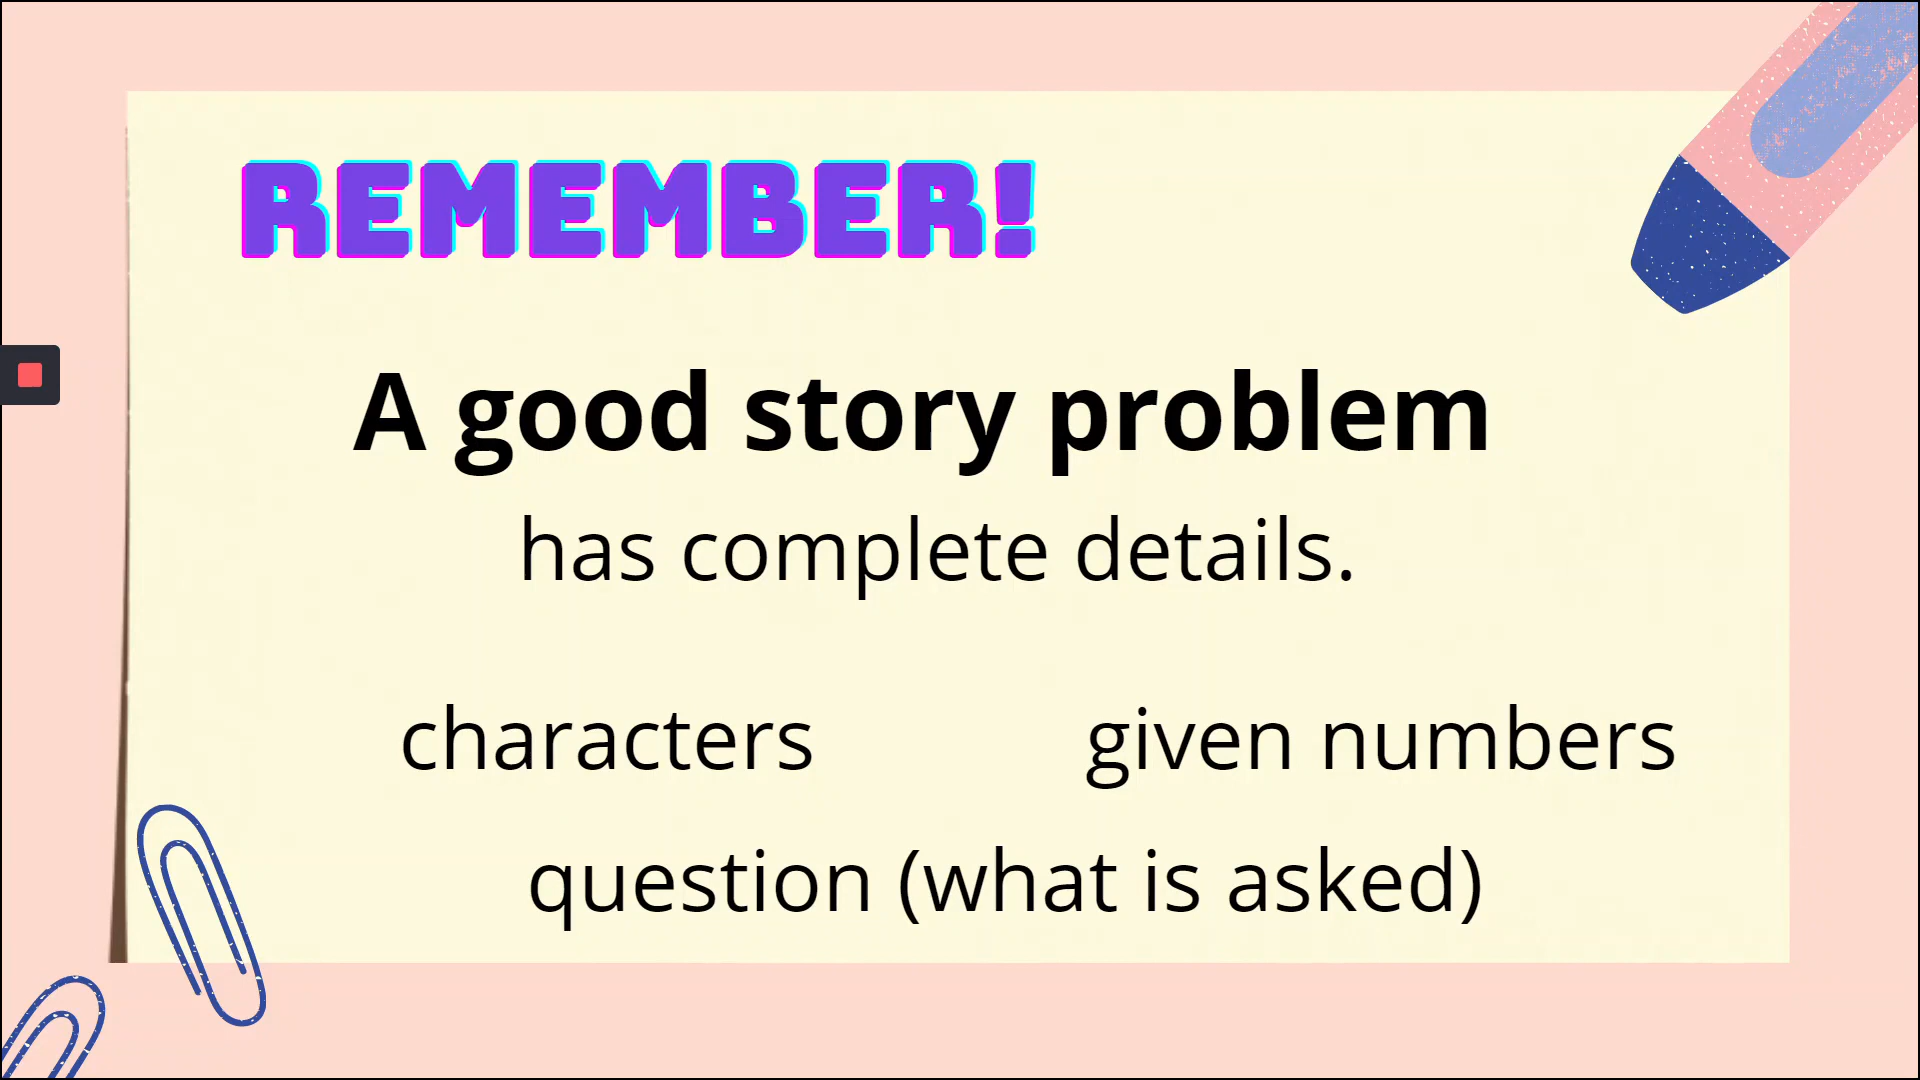 REMEMBER!
A good story problem
has complete details.
characters given numbers
question (what is asked)